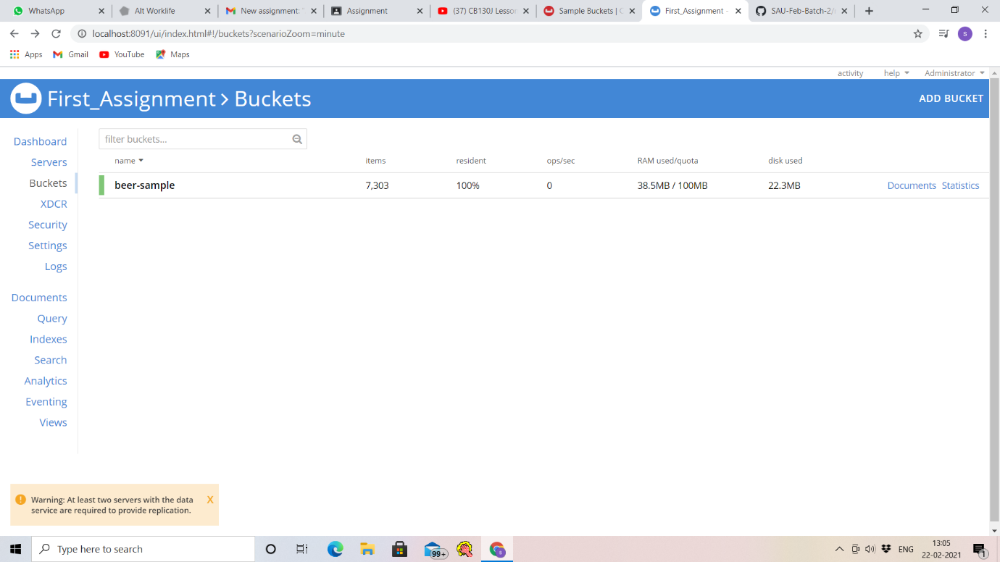 WhatsApp
Alt Worklife
New assignment: "
Assignment
(37) CB130J Lesson
Sample Buckets | C
First_Assignment -
SAU-Feb-Batch-2/
localhost:8091/ui/index.html#!/buckets?scenarioZoom=minute
s
Apps
Gmail
YouTube
Maps
activity
help
Administrator
First_Assignment > Buckets
ADD BUCKET
Dashboard
Servers
Buckets
XDCR
Security
Settings
Logs
Documents
Query
Indexes
Search
Analytics
Eventing
Views
filter buckets...
name items resident ops/sec RAM used/quota disk used
beer-sample 7,303 100% 0 38.5MB / 100MB 22.3MB Documents Statistics
Warning: At least two servers with the data
service are required to provide replication.
X
Type here to search
99+
s
ENG
13:05
22-02-2021
1